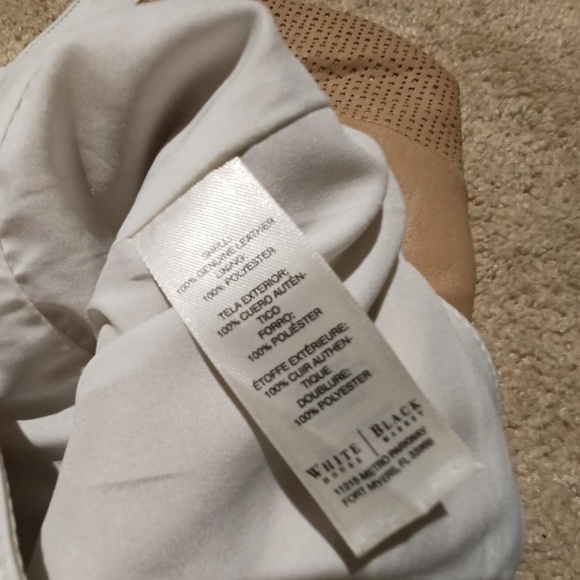 SHELL:
100% GENUINE LEATHER
LINING:
100% POLYESTER
TELA EXTERIOR:
100% CUERO AUTÉN-
TICO
FORRO:
100% POLIÉSTER
ÉTOFFE EXTÉRIEURE:
100% CUIR AUTHEN-
TIQUE
DOUBLURE:
100% POLYESTER
WHITE | BLACK
HOUSE | MARKET
11215 METRO PARKWAY
FORT MYERS, FL 33966